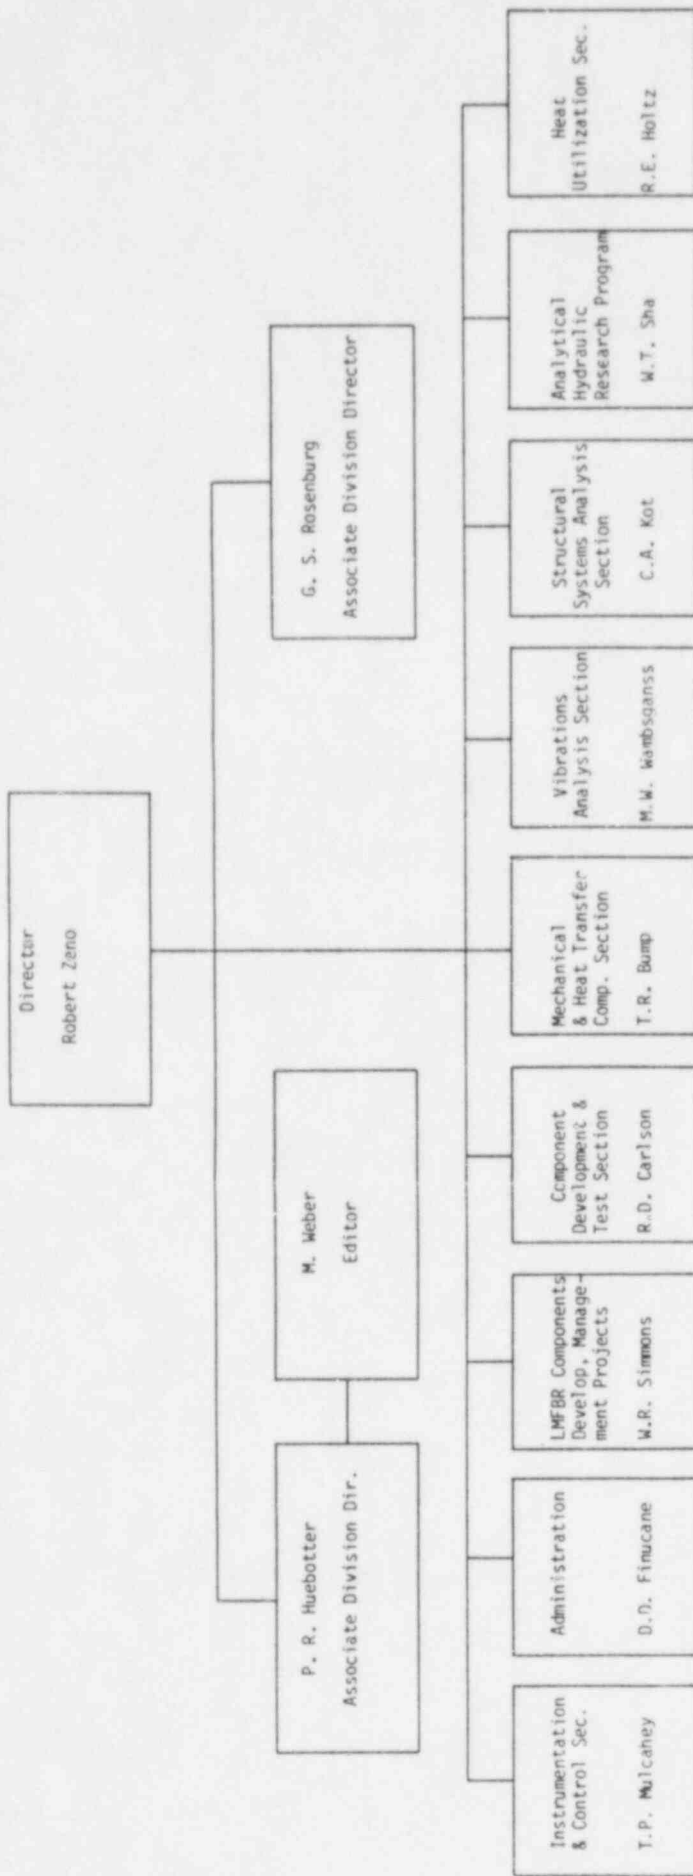 Director
Robert Zeno
P. R. Huebotter
Associate Division Dir.
M. Weber
Editor
G. S. Rosenburg
Associate Division Director
Instrumentation
& Control Sec.
T.P. Mulcahey
Administration
D.D. Finucane
LMFBR Components
Develop, Manage-
ment Projects
W.R. Simmons
Component
Development &
Test Section
R.D. Carlson
Mechanical
& Heat Transfer
Comp. Section
T.R. Bump
Vibrations
Analysis Section
M.W. Wambsganss
Structural
Systems Analysis
Section
C.A. Kot
Analytical
Hydraulic
Research Program
W.T. Sha
Heat
Utilization Sec.
R.E. Holtz